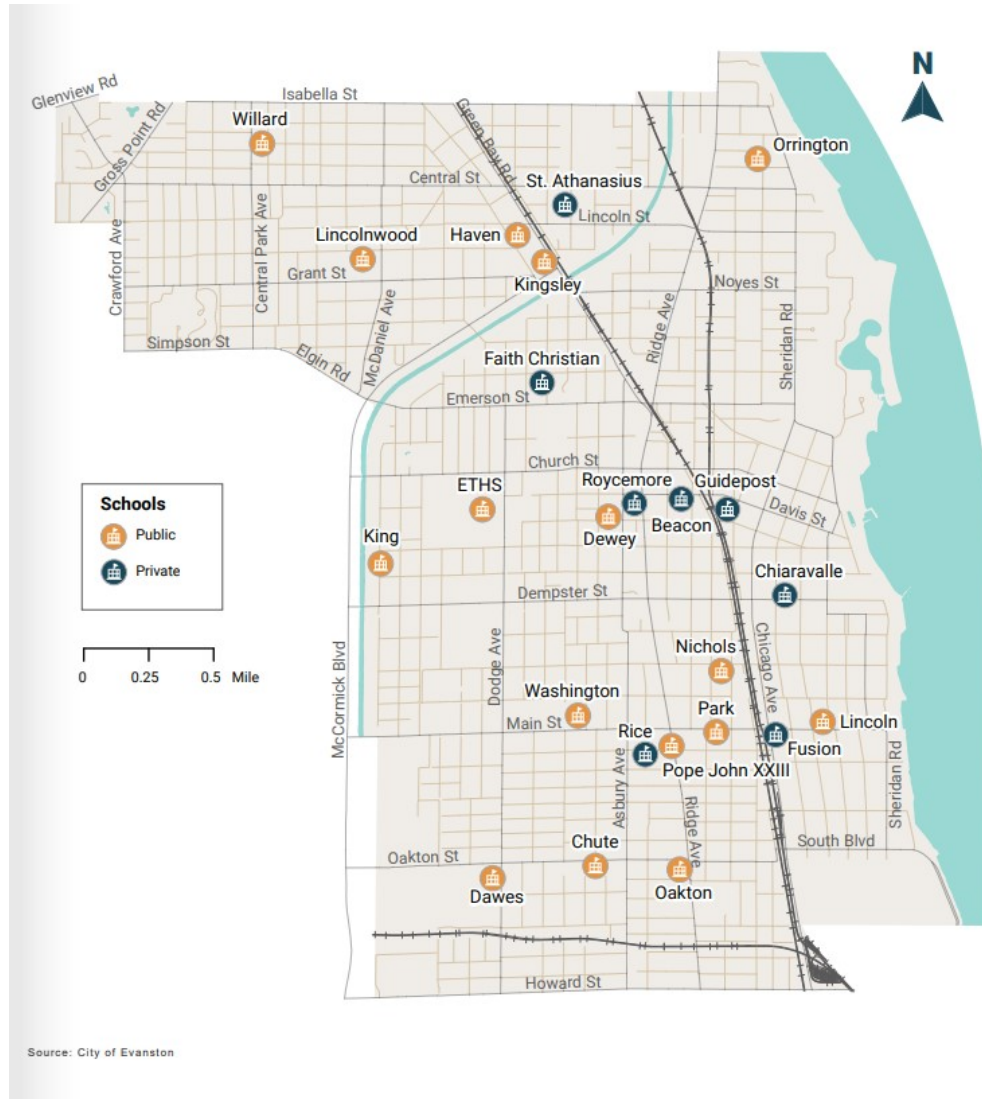 N
Glenview Rd
Isabella St
Gross Point Rd
Willard
Green Bay Rd
Orrington
Central St
St. Athanasius
Lincoln St
Crawford Ave
Central Park Ave
Lincolnwood
Haven
Grant St
Kingsley
Noyes St
McDaniel Ave
Ridge Ave
Sheridan Rd
Simpson St
Elgin Rd
Faith Christian
Emerson St
Church St
ETHS
Roycemore
Guidepost
Beacon
Davis St
Dewey
Schools
Public
Private
King
Chiaravalle
Dempster St
0 0.25 0.5 Mile
McCormick Blvd
Dodge Ave
Nichols
Chicago Ave
Washington
Park
Main St
Lincoln
Rice
Fusion
Pope John XXIII
Asbury Ave
Ridge Ave
Sheridan Rd
Chute
South Blvd
Oakton St
Dawes
Oakton
Howard St
Source: City of Evanston